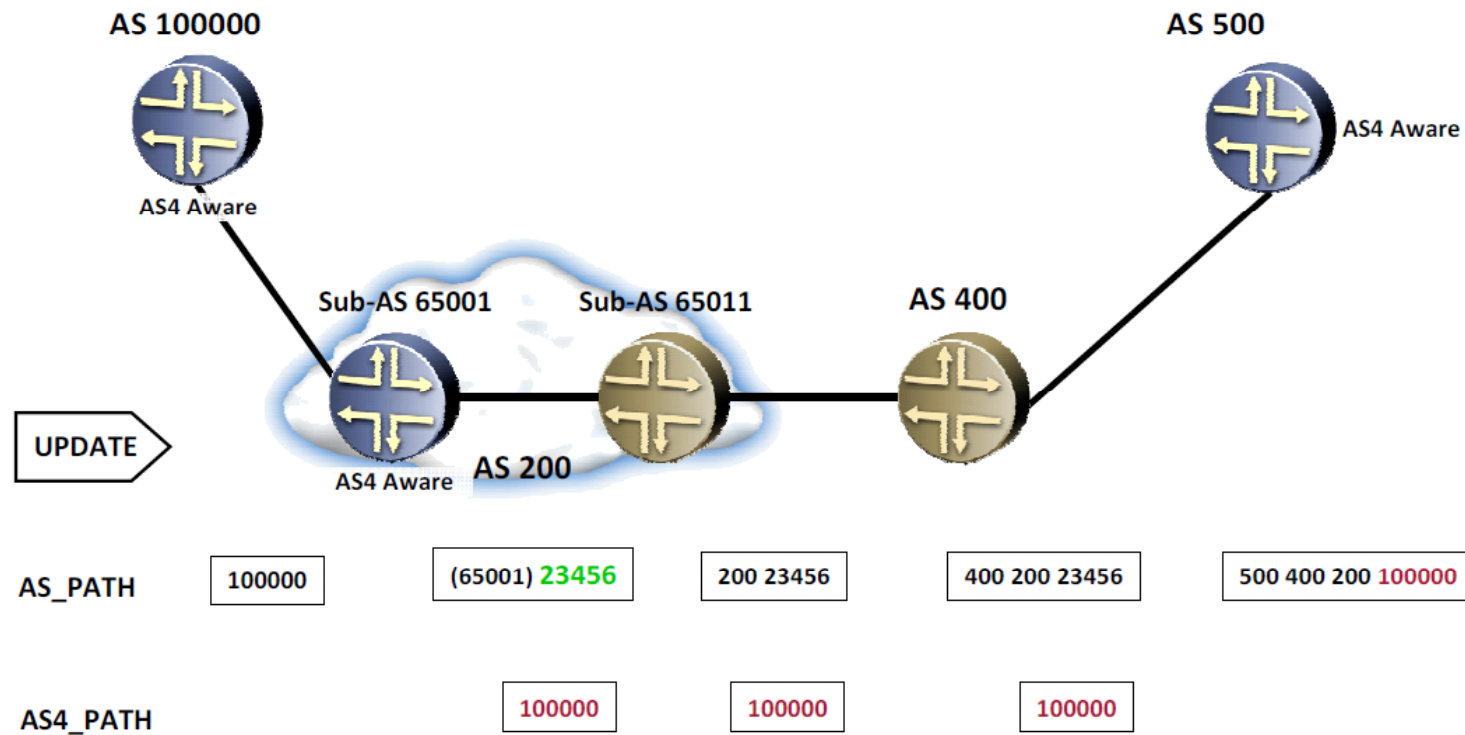 AS 100000
AS 500
AS4 Aware
AS4 Aware
Sub-AS 65001
Sub-AS 65011
AS 400
UPDATE
AS4 Aware
AS 200
AS_PATH
100000
(65001) 23456
200 23456
400 200 23456
500 400 200 100000
AS4_PATH
100000
100000
100000